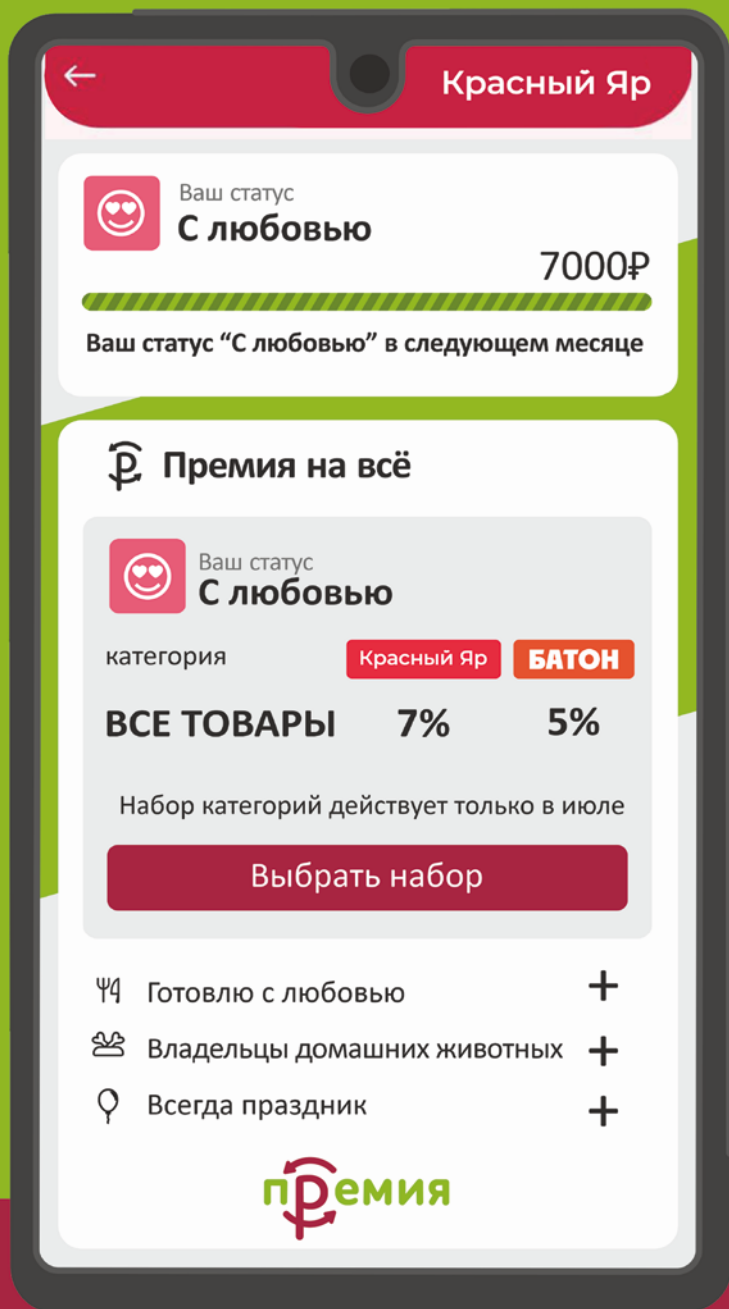 Красный Яр
Ваш статус
С любовью
7000₽
Ваш статус “С любовью” в следующем месяце
Премия на всё
Ваш статус
С любовью
категория Красный Яр БАТОН
ВСЕ ТОВАРЫ 7% 5%
Набор категорий действует только в июле
Выбрать набор
Готовлю с любовью +
Владельцы домашних животных +
Всегда праздник +
премия